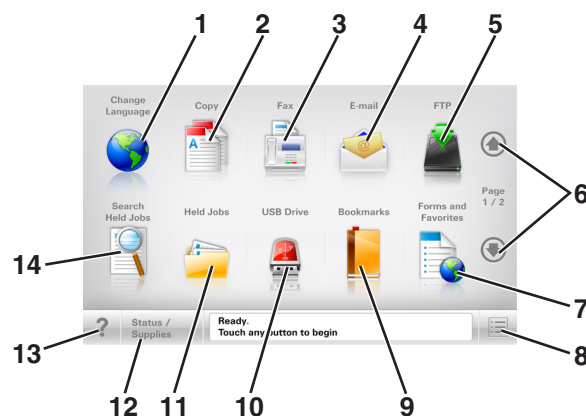 1
2
3
4
5
Change
Language
Copy
Fax
E-mail
FTP
A
@
6
Page
1 / 2
Search
Held Jobs
Held Jobs
USB Drive
Bookmarks
Forms and
Favorites
14
7
?
Status /
Supplies
Ready.
Touch any button to begin
13
12
11
10
9
8